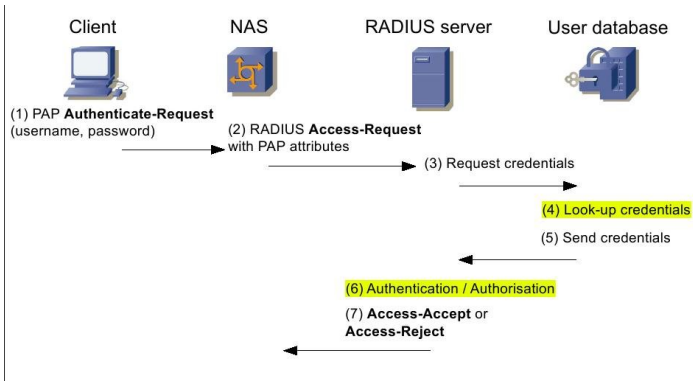 Client
NAS
RADIUS server
User database
(1) PAP Authenticate-Request
(username, password)
(2) RADIUS Access-Request
with PAP attributes
(3) Request credentials
(4) Look-up credentials
(5) Send credentials
(6) Authentication / Authorisation
(7) Access-Accept or
Access-Reject